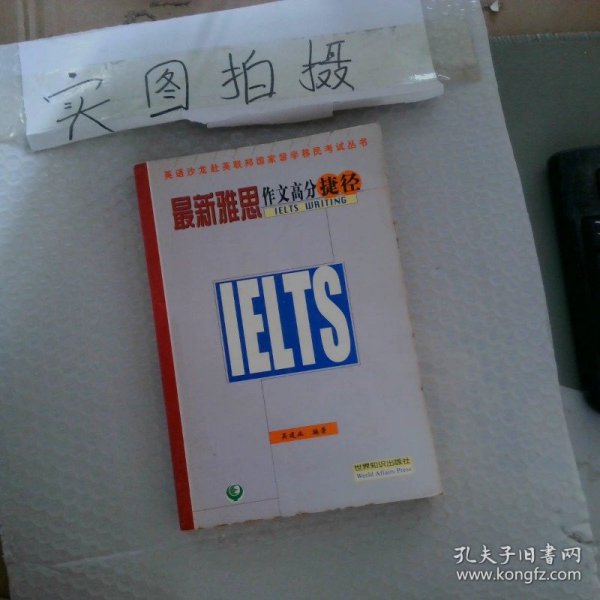 实图拍摄
英语沙龙赴英联邦国家留学移民考试丛书
最新雅思作文高分捷径
IELTS WRITING
IELTS
编著
世界知识出版社
World Affairs Press
孔夫子旧书网
www.kongfz.com